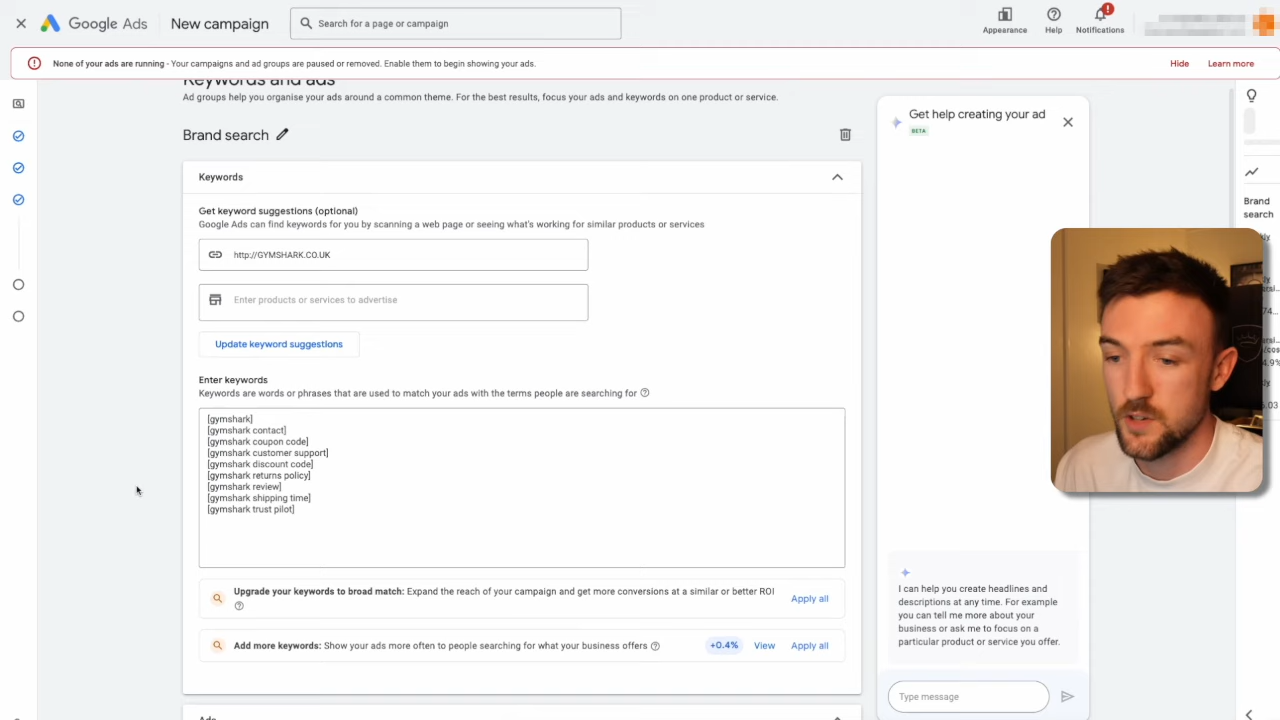 Google Ads
New campaign
Search for a page or campaign
Appearance
Help
Notifications
None of your ads are running - Your campaigns and ad groups are paused or removed. Enable them to begin showing your ads.
Hide
Learn more
Keywords and ads
Ad groups help you organise your ads around a common theme. For the best results, focus your ads and keywords on one product or service.
Brand search
Keywords
Get keyword suggestions (optional)
Google Ads can find keywords for you by scanning a web page or seeing what's working for similar products or services
http://GYMSHARK.CO.UK
Enter products or services to advertise
Update keyword suggestions
Enter keywords
Keywords are words or phrases that are used to match your ads with the terms people are searching for
[gymshark]
[gymshark contact]
[gymshark coupon code]
[gymshark customer support]
[gymshark discount code]
[gymshark returns policy]
[gymshark review]
[gymshark shipping time]
[gymshark trust pilot]
Upgrade your keywords to broad match: Expand the reach of your campaign and get more conversions at a similar or better ROI
Apply all
Add more keywords: Show your ads more often to people searching for what your business offers
+0.4%
View
Apply all
Ads
Get help creating your ad
BETA
I can help you create headlines and
descriptions at any time. For example
you can tell me more about your
business or ask me to focus on a
particular product or service you offer.
Type message
Brand
search